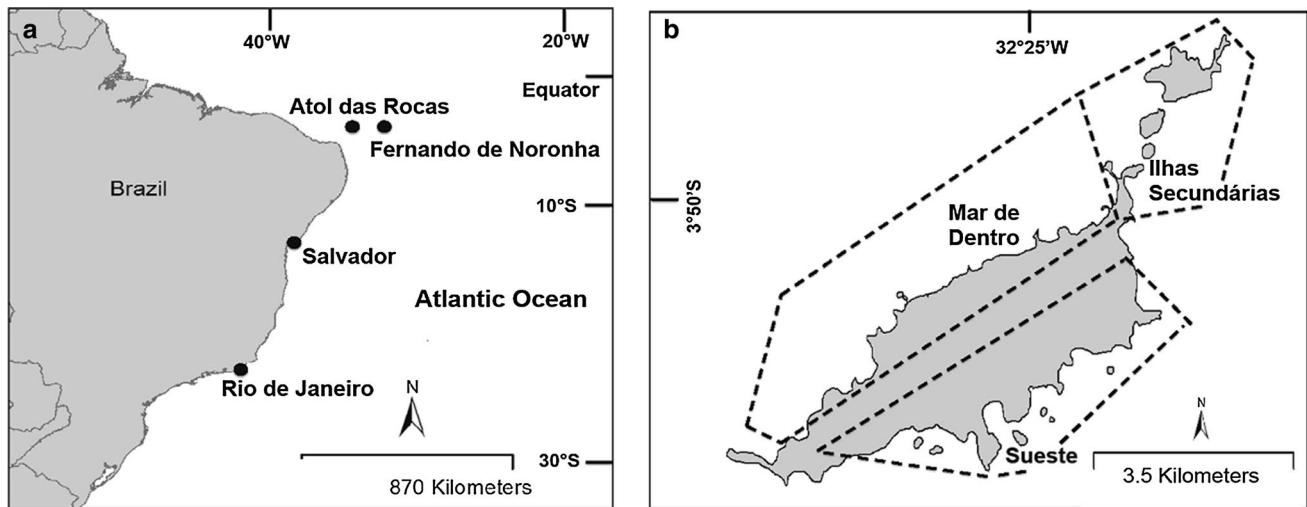 a
40°W
20°W
Equator
Atol das Rocas
Fernando de Noronha
Brazil
10°S
Salvador
Atlantic Ocean
Rio de Janeiro
N
30°S
870 Kilometers
b
32°25'W
3°50'S
Ilhas
Secundárias
Mar de
Dentro
N
Sueste
3.5 Kilometers